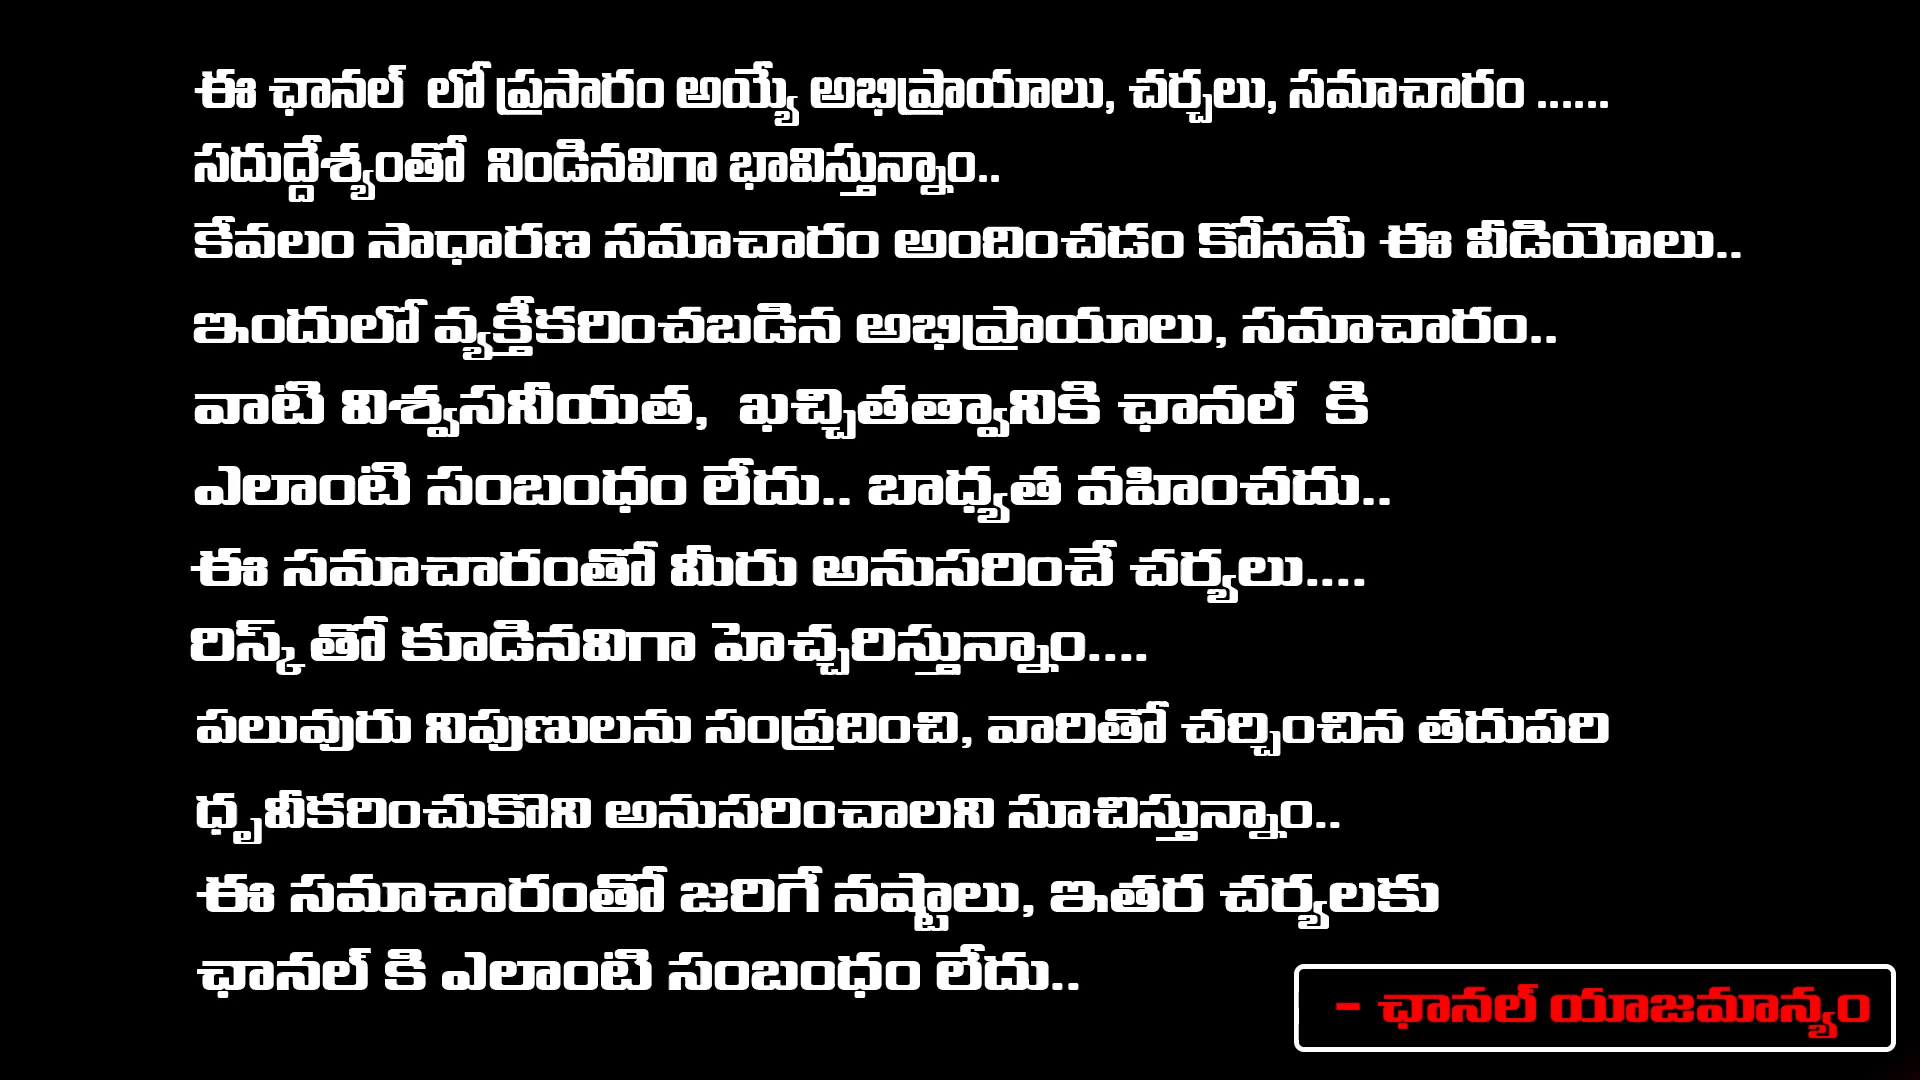 ఈ ఛానల్ లో ప్రసారం అయ్యే అభిప్రాయాలు, చర్చలు, సమాచారం ......
సదుద్దేశ్యంతో నిండినవిగా భావిస్తున్నాం..
కేవలం సాధారణ సమాచారం అందించడం కోసమే ఈ వీడియోలు..
ఇందులో వ్యక్తీకరించబడిన అభిప్రాయాలు, సమాచారం..
వాటి విశ్వసనీయత, ఖచ్చితత్వానికి ఛానల్ కి
ఎలాంటి సంబంధం లేదు.. బాధ్యత వహించదు..
ఈ సమాచారంతో మీరు అనుసరించే చర్యలు....
రిస్క్ తో కూడినవిగా హెచ్చరిస్తున్నాం....
పలువురు నిపుణులను సంప్రదించి, వారితో చర్చించిన తదుపరి
ధృవీకరించుకొని అనుసరించాలని సూచిస్తున్నాం..
ఈ సమాచారంతో జరిగే నష్టాలు, ఇతర చర్యలకు
ఛానల్ కి ఎలాంటి సంబంధం లేదు..
- ఛానల్ యాజమాన్యం